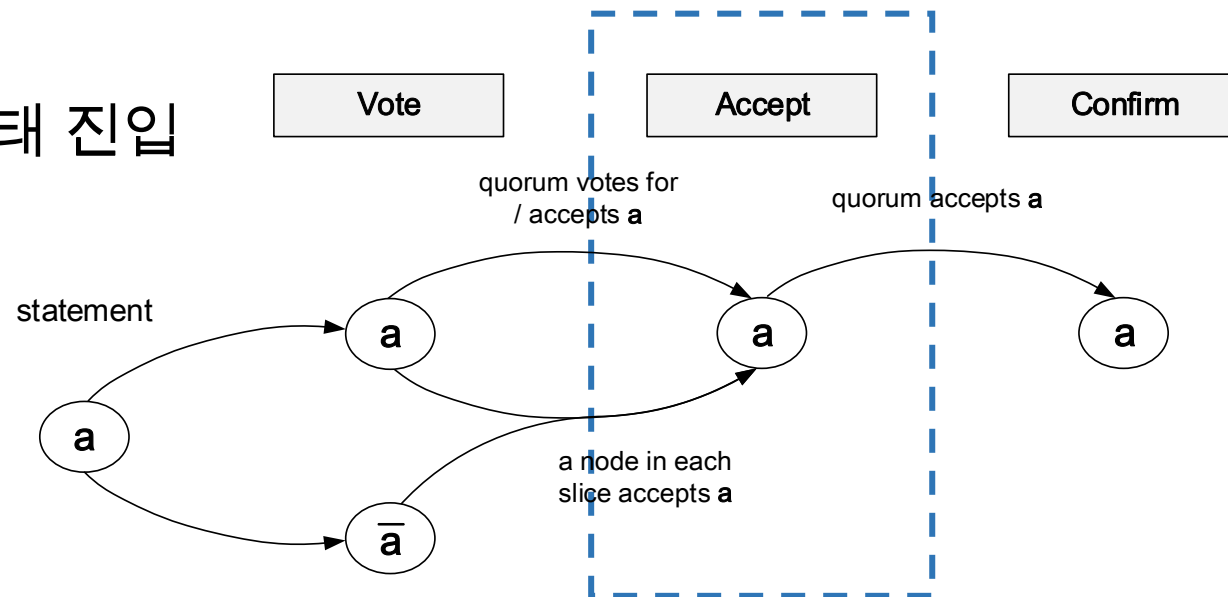 태 진입
Vote
Accept
Confirm
quorum votes for
/ accepts a
quorum accepts a
statement
a
a
a
a
a node in each
slice accepts a
a̅